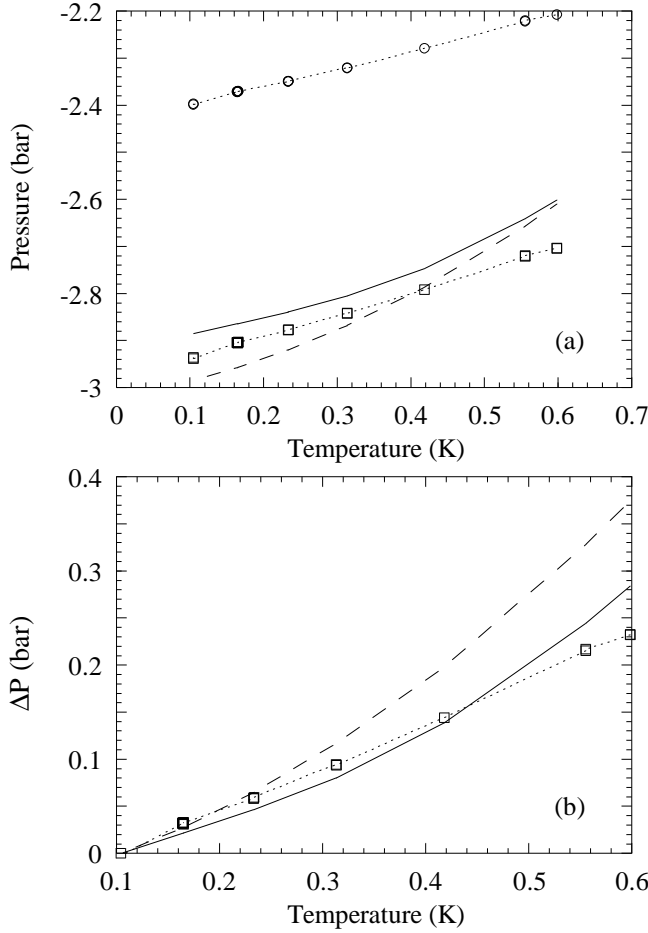 -2.2
-2.4
-2.6
-2.8
-3
Pressure (bar)
(a)
0 0.1 0.2 0.3 0.4 0.5 0.6 0.7
Temperature (K)
0.4
0.3
0.2
0.1
0
ΔP (bar)
(b)
0.1 0.2 0.3 0.4 0.5 0.6
Temperature (K)